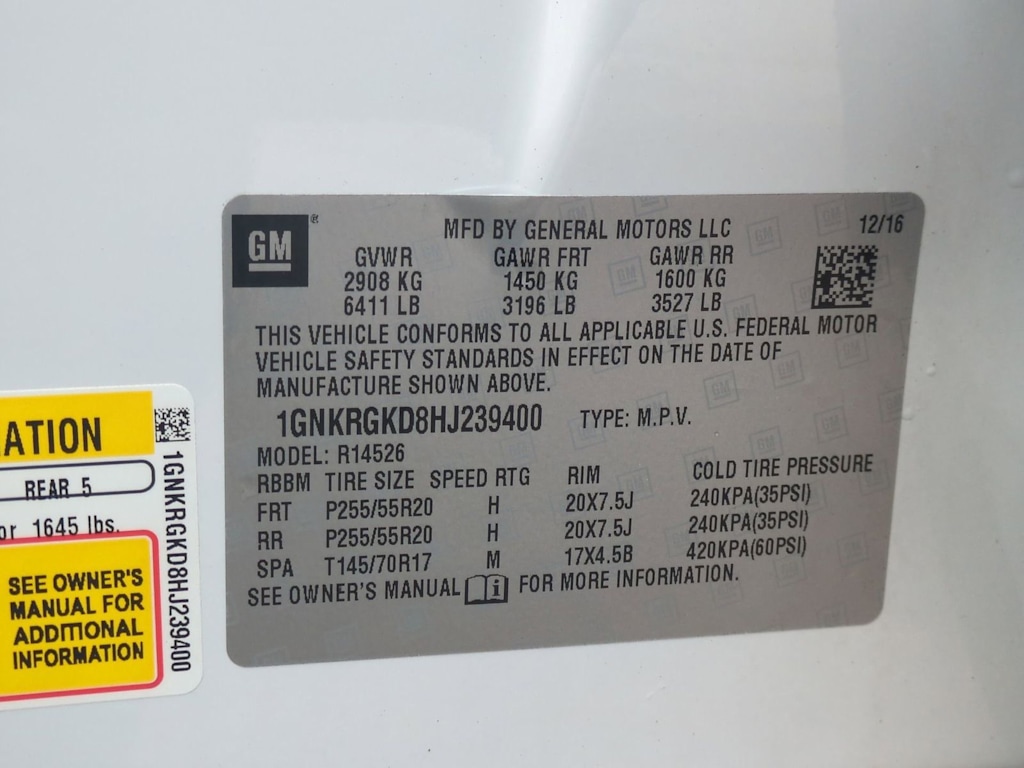 GM ®
MFD BY GENERAL MOTORS LLC 12/16
GVWR GAWR FRT GAWR RR
2908 KG 1450 KG 1600 KG
6411 LB 3196 LB 3527 LB
THIS VEHICLE CONFORMS TO ALL APPLICABLE U.S. FEDERAL MOTOR
VEHICLE SAFETY STANDARDS IN EFFECT ON THE DATE OF
MANUFACTURE SHOWN ABOVE.
1GNKRGKD8HJ239400 TYPE: M.P.V.
MODEL: R14526
RBBM TIRE SIZE SPEED RTG RIM COLD TIRE PRESSURE
FRT P255/55R20 H 20X7.5J 240KPA(35PSI)
RR P255/55R20 H 20X7.5J 240KPA(35PSI)
SPA T145/70R17 M 17X4.5B 420KPA(60PSI)
SEE OWNER'S MANUAL i FOR MORE INFORMATION.
ATION
REAR 5
or 1645 lbs.
SEE OWNER'S
MANUAL FOR
ADDITIONAL
INFORMATION
1GNKRGKD8HJ239400